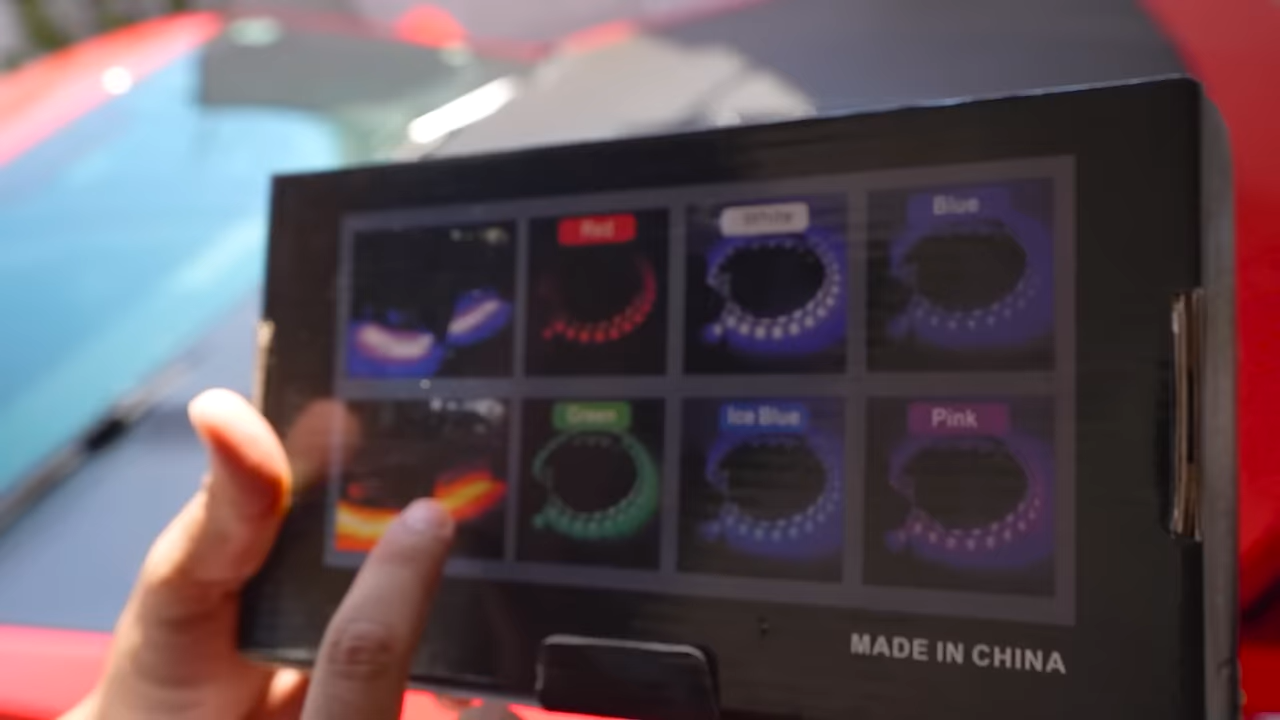 Red
White
Blue
Green
Ice Blue
Pink
MADE IN CHINA